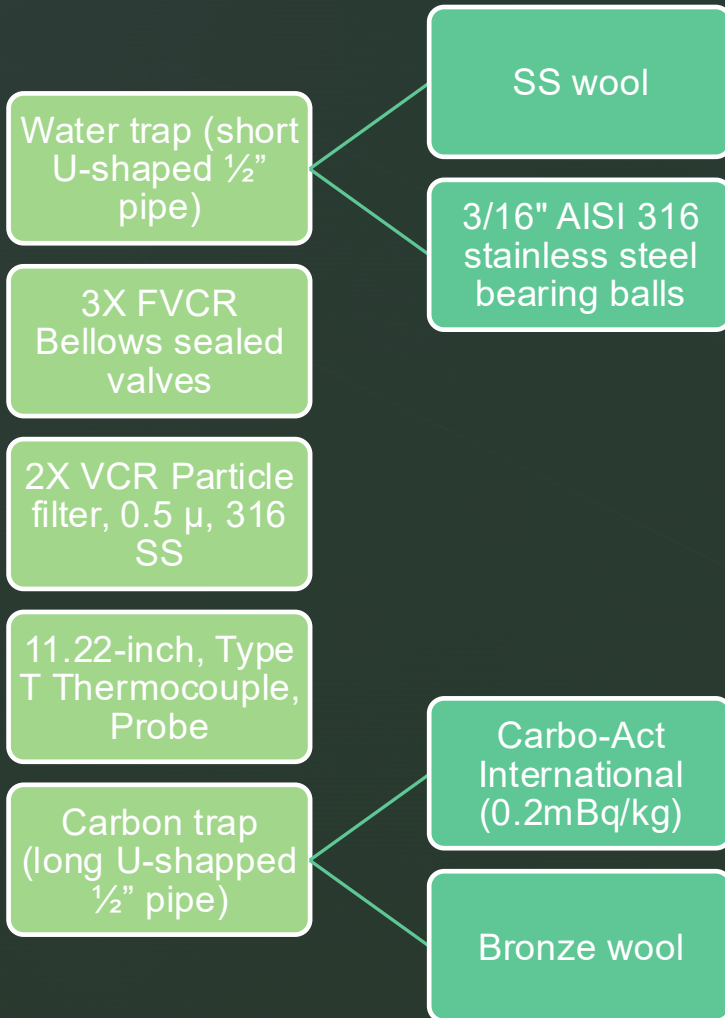 Water trap (short
U-shaped ½”
pipe)
SS wool
3/16" AISI 316
stainless steel
bearing balls
3X FVCR
Bellows sealed
valves
2X VCR Particle
filter, 0.5 µ, 316
SS
11.22-inch, Type
T Thermocouple,
Probe
Carbon trap
(long U-shapped
½” pipe)
Carbo-Act
International
(0.2mBq/kg)
Bronze wool